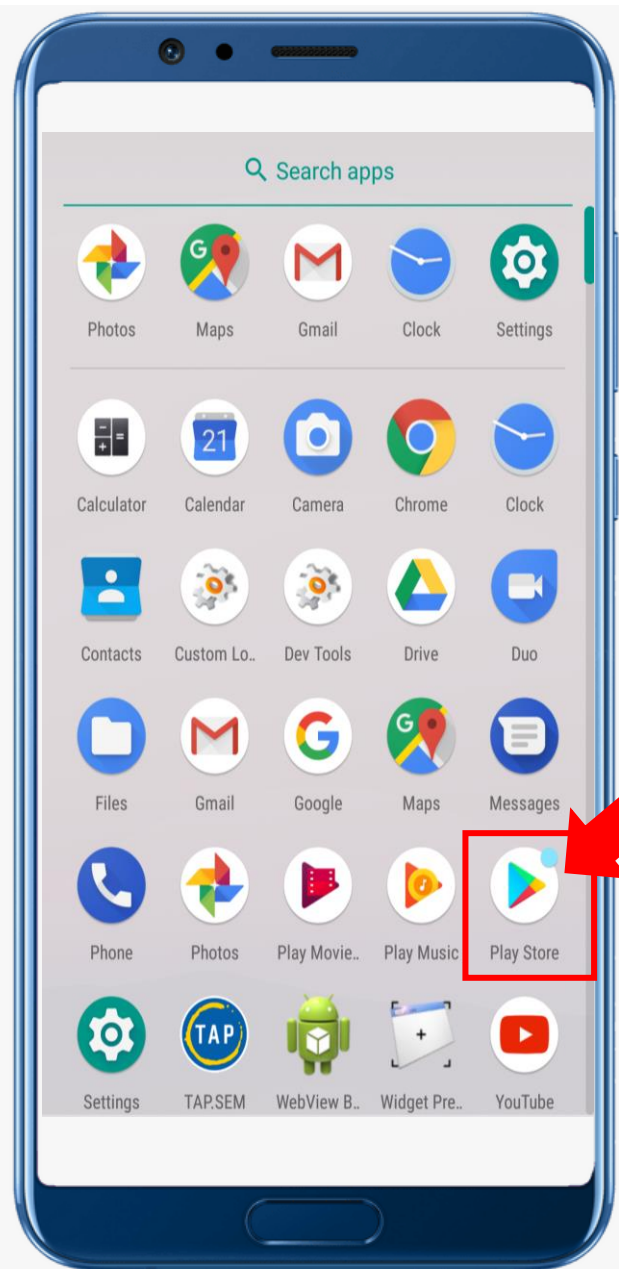 Search apps
G
Photos Maps Gmail Clock Settings
21
Calculator Calendar Camera Chrome Clock
Contacts Custom Lo.. Dev Tools Drive Duo
G
Files Gmail Google Maps Messages
Phone Photos Play Movie.. Play Music Play Store
TAP
Settings TAP.SEM WebView B.. Widget Pre.. YouTube